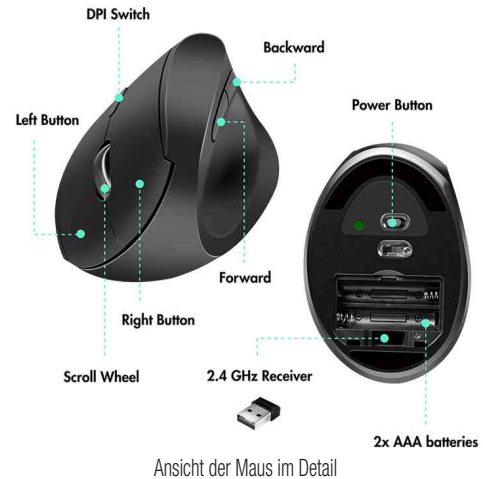 DPI Switch
Backward
Power Button
Left Button
Forward
Right Button
Scroll Wheel
2.4 GHz Receiver
2x AAA batteries
Ansicht der Maus im Detail